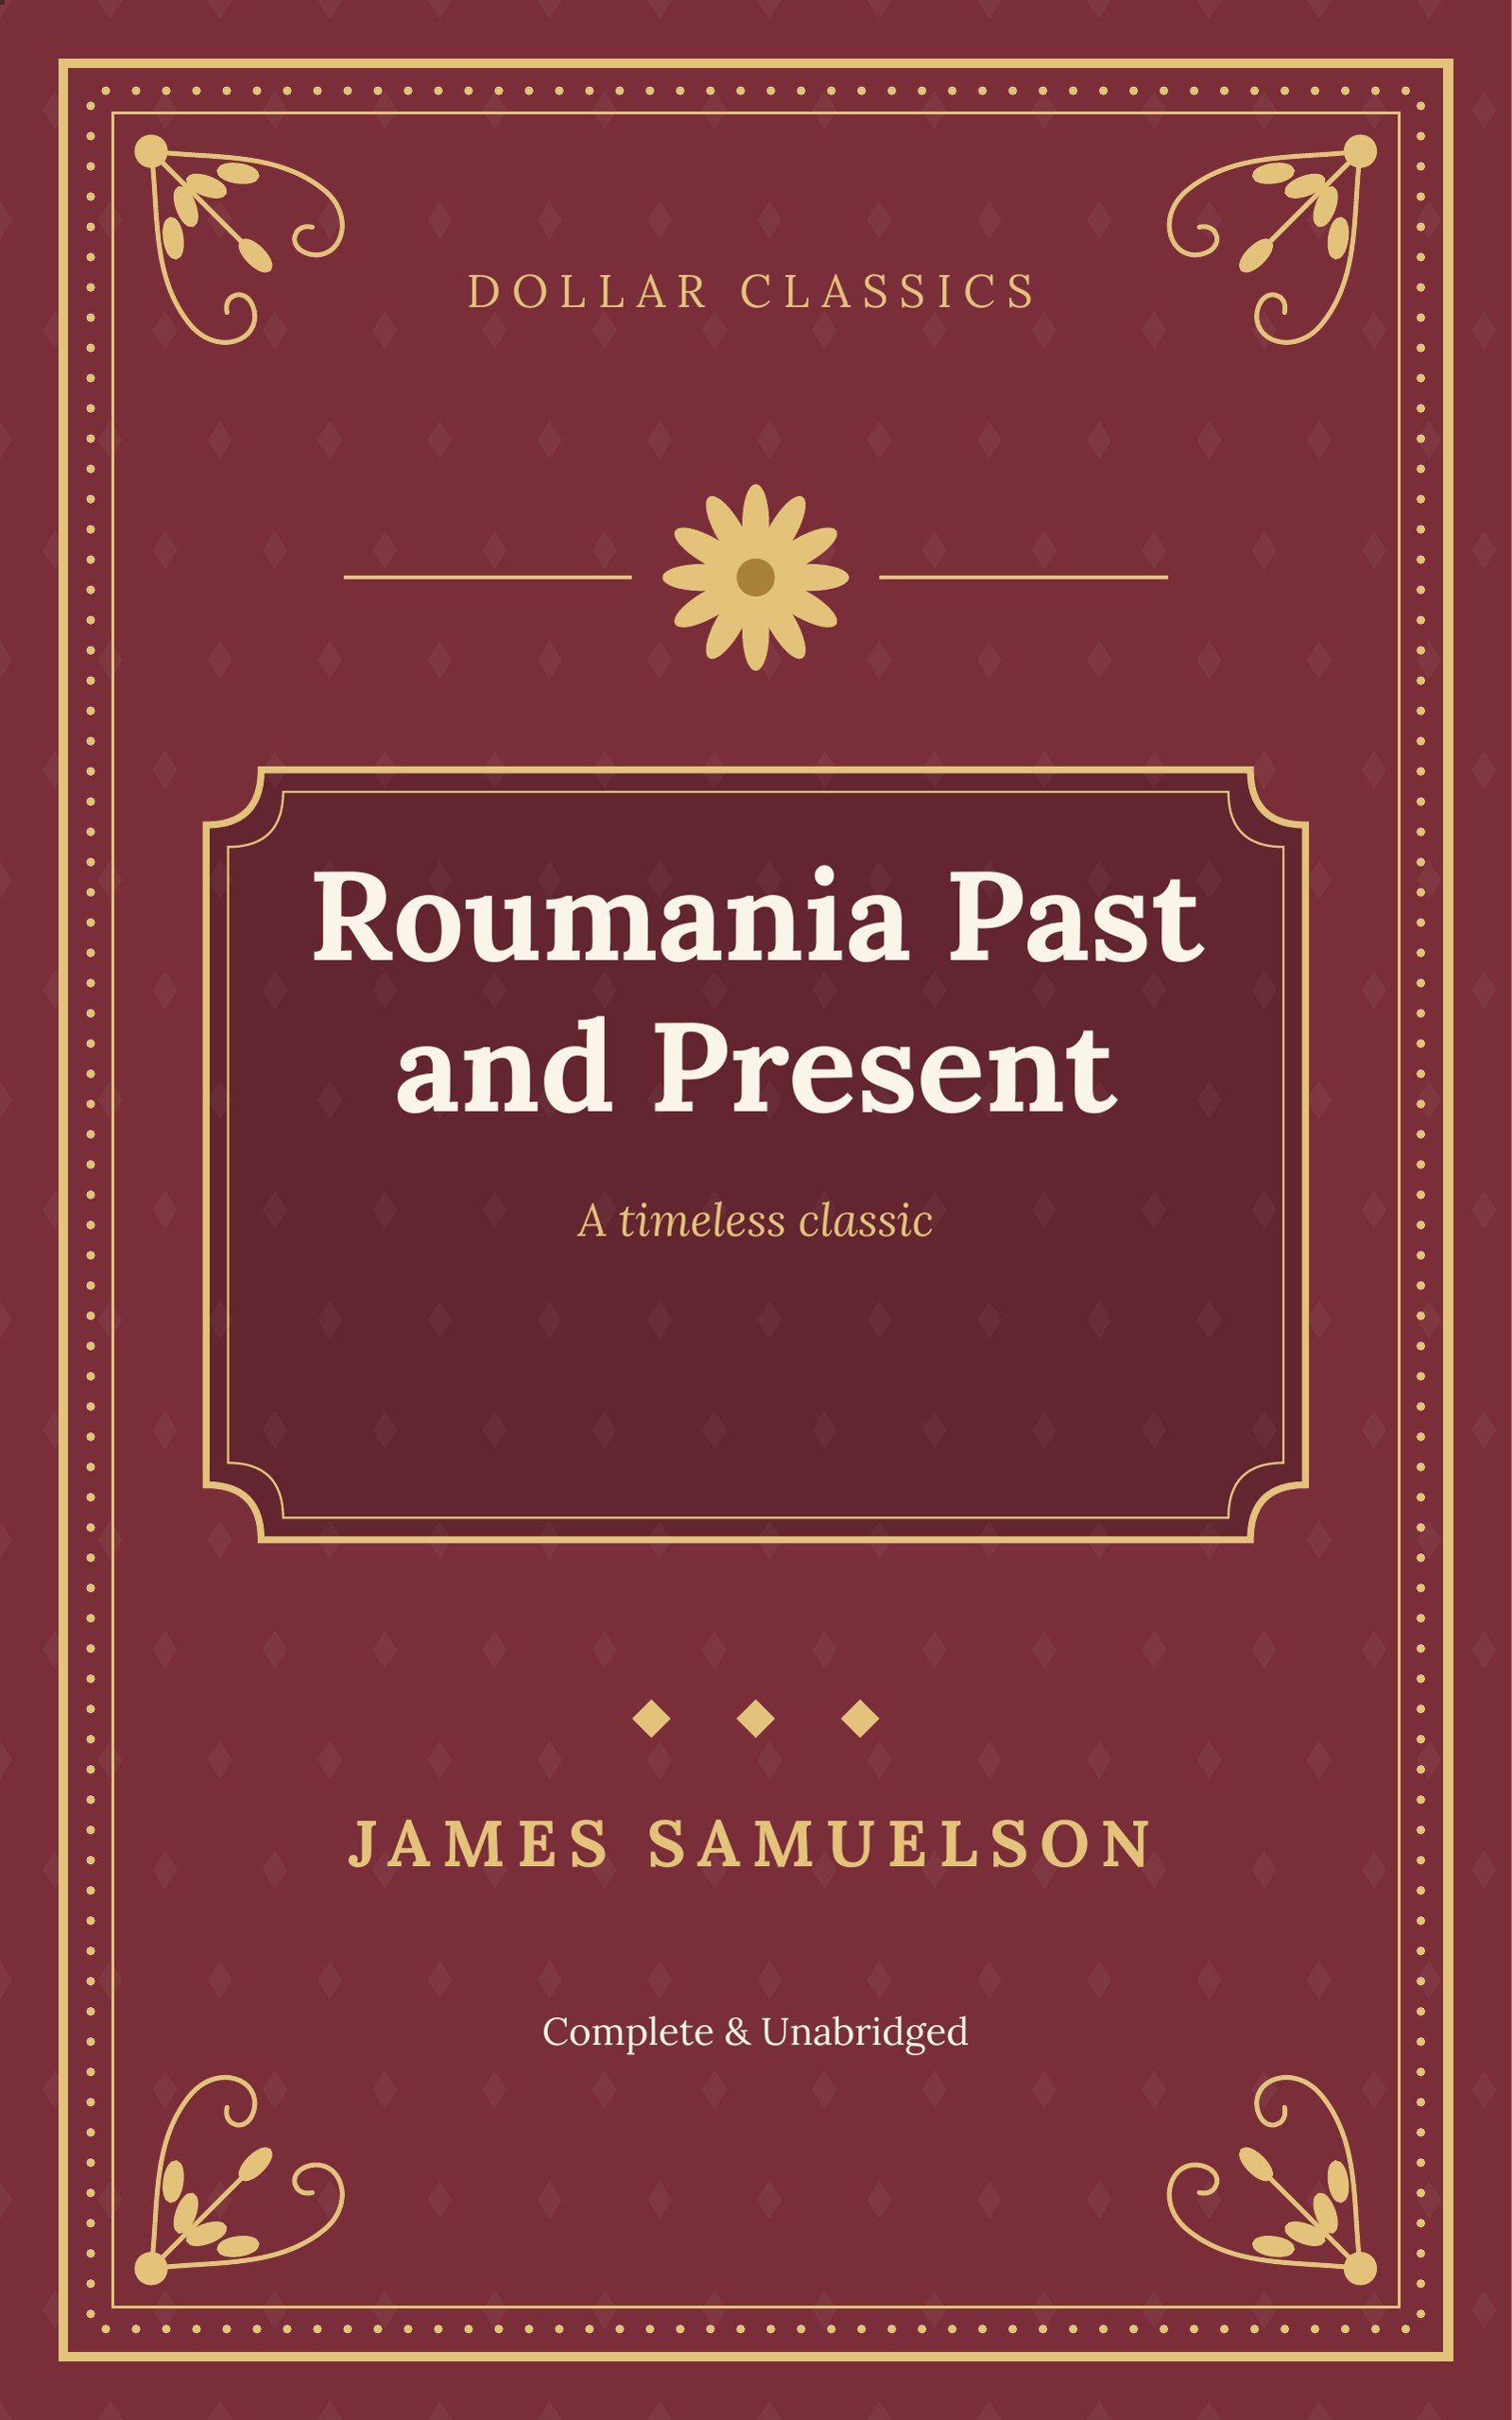 DOLLAR CLASSICS
Roumania Past
and Present
A timeless classic
JAMES SAMUELSON
Complete & Unabridged